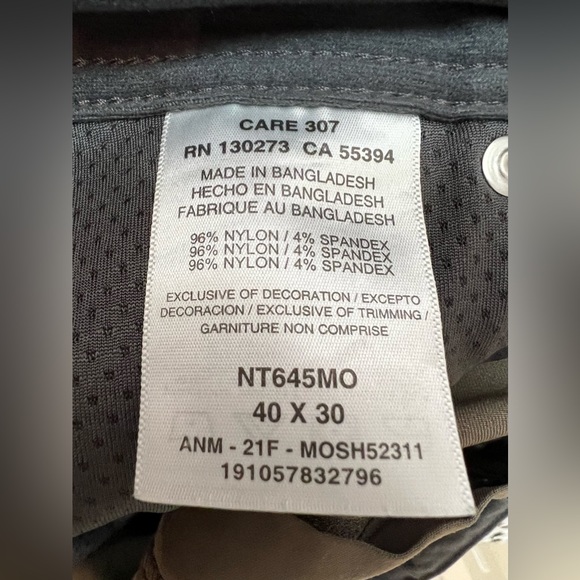 CARE 307
RN 130273 CA 55394
MADE IN BANGLADESH
HECHO EN BANGLADESH
FABRIQUE AU BANGLADESH
96% NYLON / 4% SPANDEX
96% NYLON / 4% SPANDEX
96% NYLON / 4% SPANDEX
EXCLUSIVE OF DECORATION / EXCEPTO
DECORACION / EXCLUSIVE OF TRIMMING /
GARNITURE NON COMPRISE
NT645MO
40 X 30
ANM - 21F - MOSH52311
191057832796